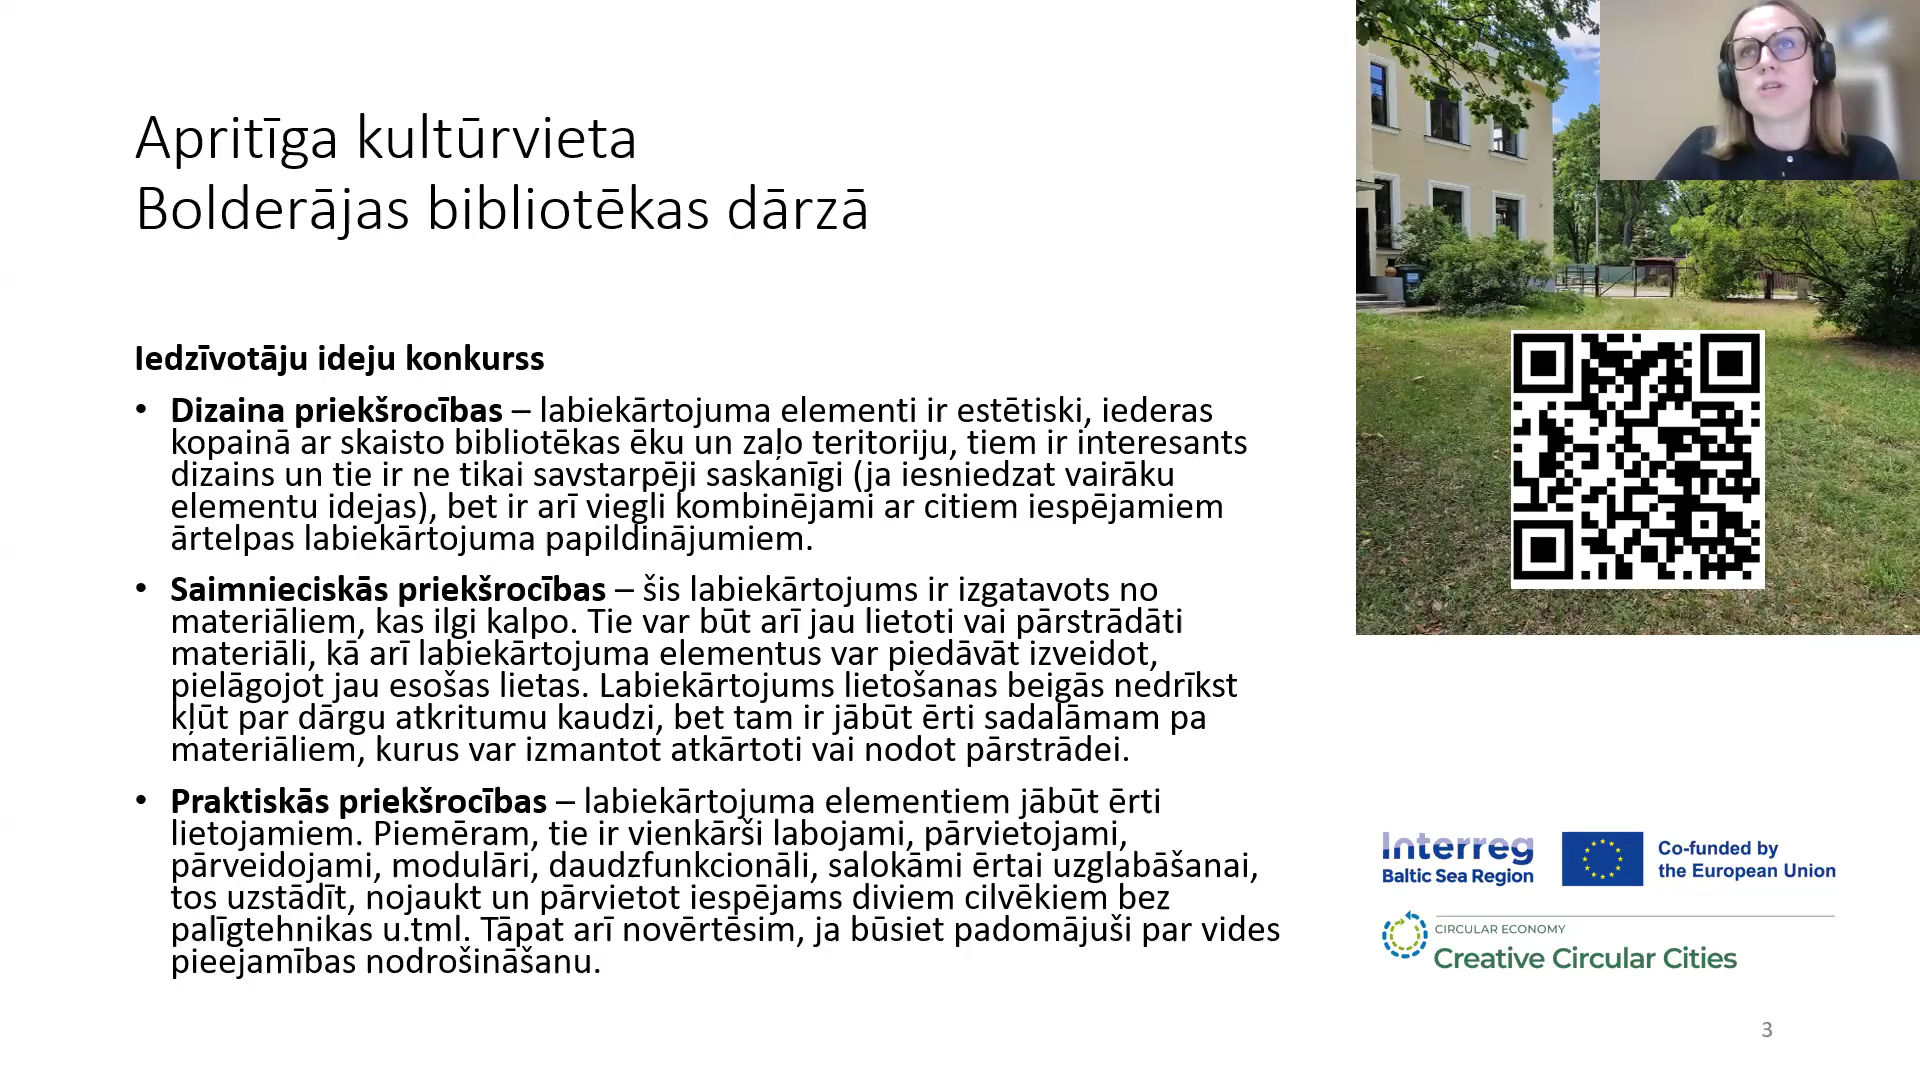 Apritīga kultūrvieta
Bolderājas bibliotēkas dārzā
Iedzīvotāju ideju konkurss
• Dizaina priekšrocības – labiekārtojuma elementi ir estētiski, iederas
kopainā ar skaisto bibliotēkas ēku un zaļo teritoriju, tiem ir interesants
dizains un tie ir ne tikai savstarpēji saskanīgi (ja iesniedzat vairāku
elementu idejas), bet ir arī viegli kombinējami ar citiem iespējamiem
ārtelpas labiekārtojuma papildinājumiem.
• Saimnieciskās priekšrocības – šis labiekārtojums ir izgatavots no
materiāliem, kas ilgi kalpo. Tie var būt arī jau lietoti vai pārstrādāti
materiāli, kā arī labiekārtojuma elementus var piedāvāt izveidot,
pielāgojot jau esošas lietas. Labiekārtojums lietošanas beigās nedrīkst
kļūt par dārgu atkritumu kaudzi, bet tam ir jābūt ērti sadalāmam pa
materiāliem, kurus var izmantot atkārtoti vai nodot pārstrādei.
• Praktiskās priekšrocības – labiekārtojuma elementiem jābūt ērti
lietojamiem. Piemēram, tie ir vienkārši labojami, pārvietojami,
pārveidojami, modulāri, daudzfunkcionāli, salokāmi ērtai uzglabāšanai,
tos uzstādīt, nojaukt un pārvietot iespējams diviem cilvēkiem bez
palīgtehnikas u.tml. Tāpat arī novērtēsim, ja būsiet padomājuši par vides
pieejamības nodrošināšanu.
Interreg
Baltic Sea Region
Co-funded by
the European Union
CIRCULAR ECONOMY
Creative Circular Cities
3